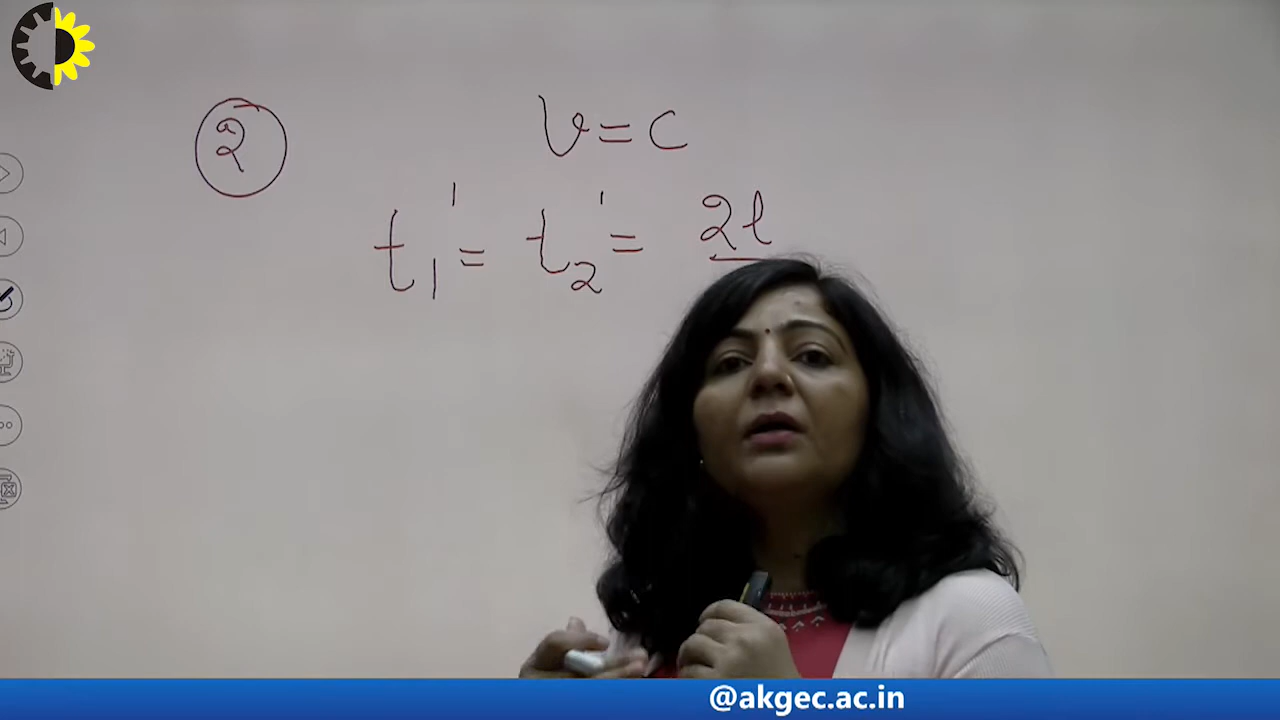 2 v = c
t₁' = t₂' = 2l
@akgec.ac.in